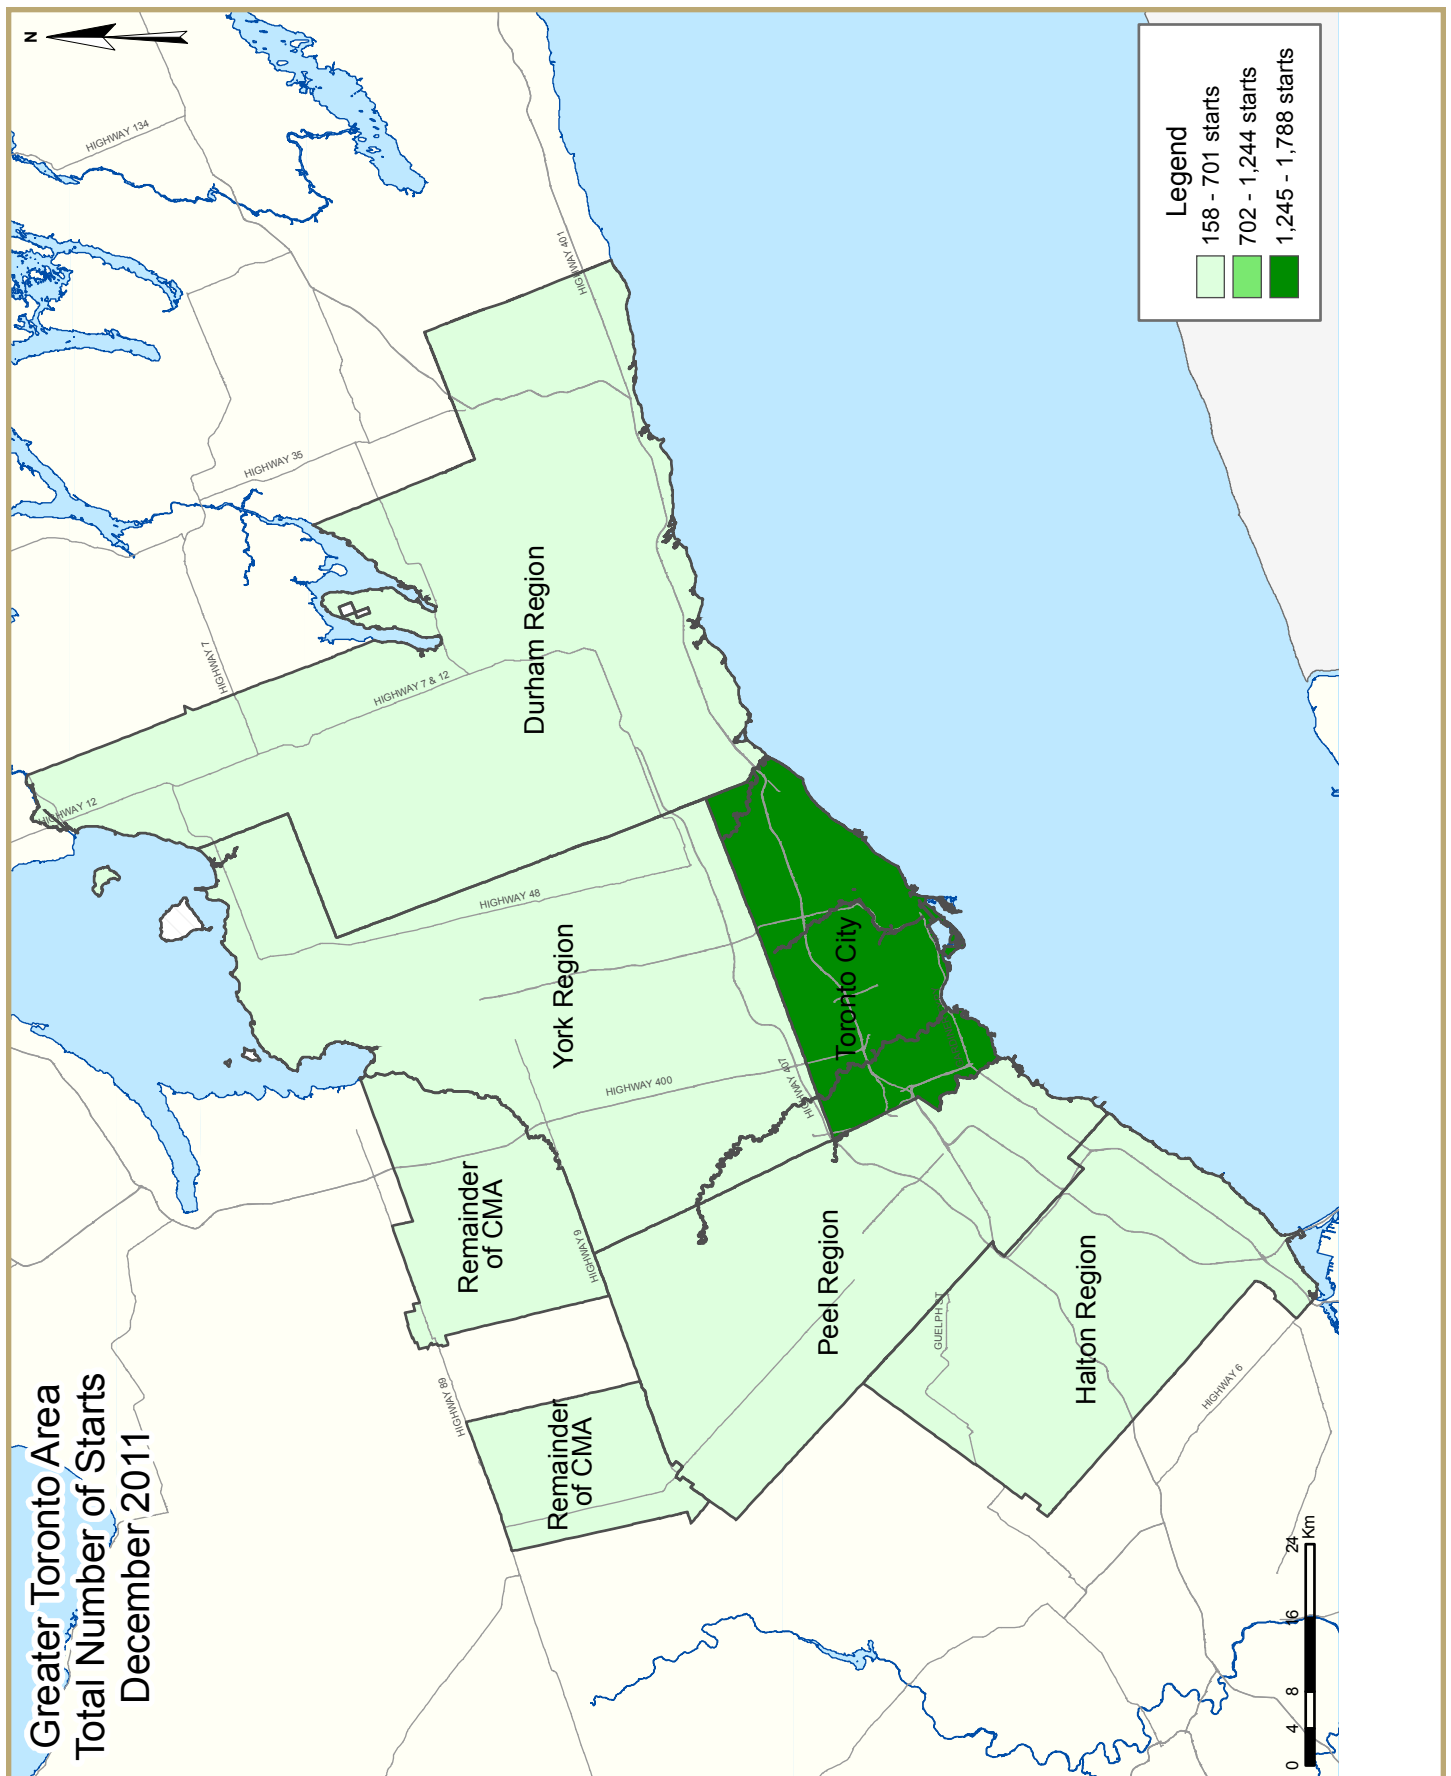 Greater Toronto Area
Total Number of Starts
December 2011
N
HIGHWAY 134
HIGHWAY 401
HIGHWAY 35
HIGHWAY 7
HIGHWAY 7 & 12
HIGHWAY 12
Durham Region
HIGHWAY 48
York Region
HIGHWAY 400
HIGHWAY 407
Toronto City
Remainder
of CMA
HIGHWAY 9
HIGHWAY 89
Remainder
of CMA
Peel Region
GUELPH ST
Halton Region
HIGHWAY 6
Legend
158 - 701 starts
702 - 1,244 starts
1,245 - 1,788 starts
0 4 8 16 24
Km